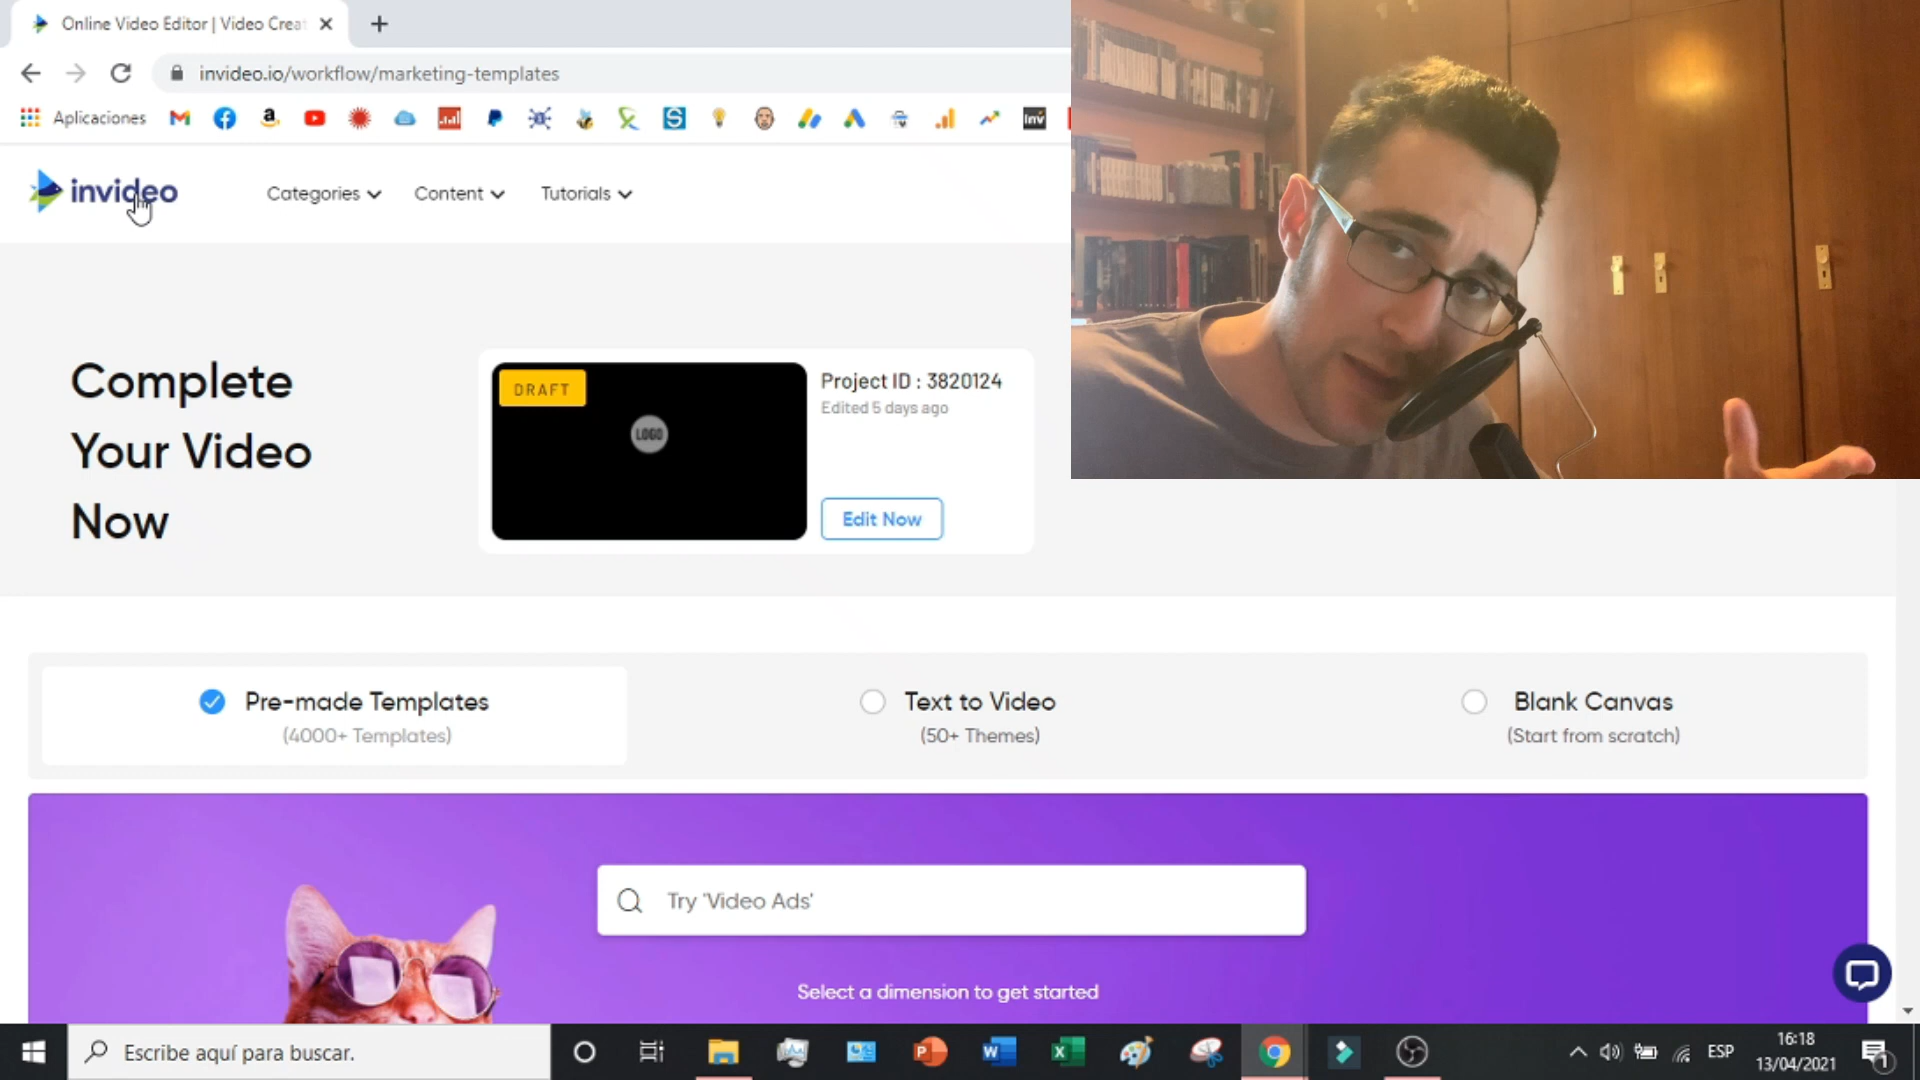 Online Video Editor | Video Crea
invideo.io/workflow/marketing-templates
Aplicaciones
inv
invideo
Categories
Content
Tutorials
Complete
Your Video
Now
DRAFT
LOGO
Project ID : 3820124
Edited 5 days ago
Edit Now
Pre-made Templates
(4000+ Templates)
Text to Video
(50+ Themes)
Blank Canvas
(Start from scratch)
Try 'Video Ads'
Select a dimension to get started
Escribe aquí para buscar.
ESP
16:18
13/04/2021
1